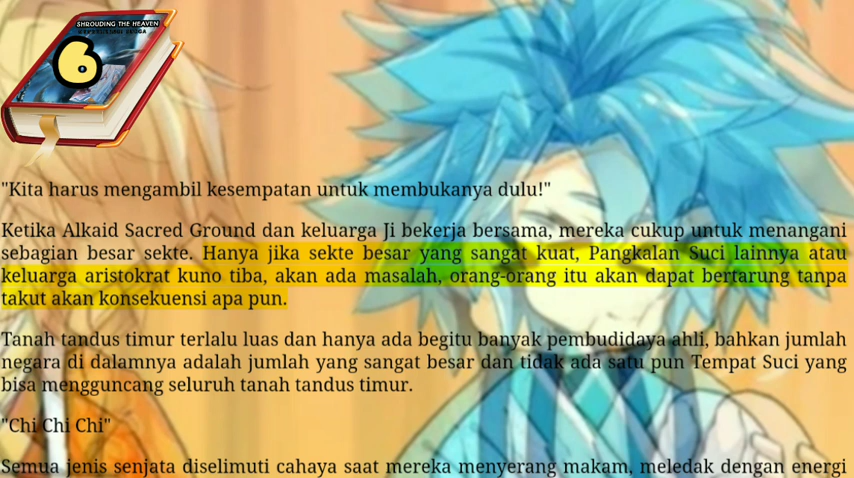 SHROUDING THE HEAVEN
6
"Kita harus mengambil kesempatan untuk membukanya dulu!"
Ketika Alkaid Sacred Ground dan keluarga Ji bekerja bersama, mereka cukup untuk menangani
sebagian besar sekte. Hanya jika sekte besar yang sangat kuat, Pangkalan Suci lainnya atau
keluarga aristokrat kuno tiba, akan ada masalah, orang-orang itu akan dapat bertarung tanpa
takut akan konsekuensi apa pun.
Tanah tandus timur terlalu luas dan hanya ada begitu banyak pembudidaya ahli, bahkan jumlah
negara di dalamnya adalah jumlah yang sangat besar dan tidak ada satu pun Tempat Suci yang
bisa mengguncang seluruh tanah tandus timur.
"Chi Chi Chi"
Semua jenis senjata diselimuti cahaya saat mereka menyerang makam, meledak dengan energi